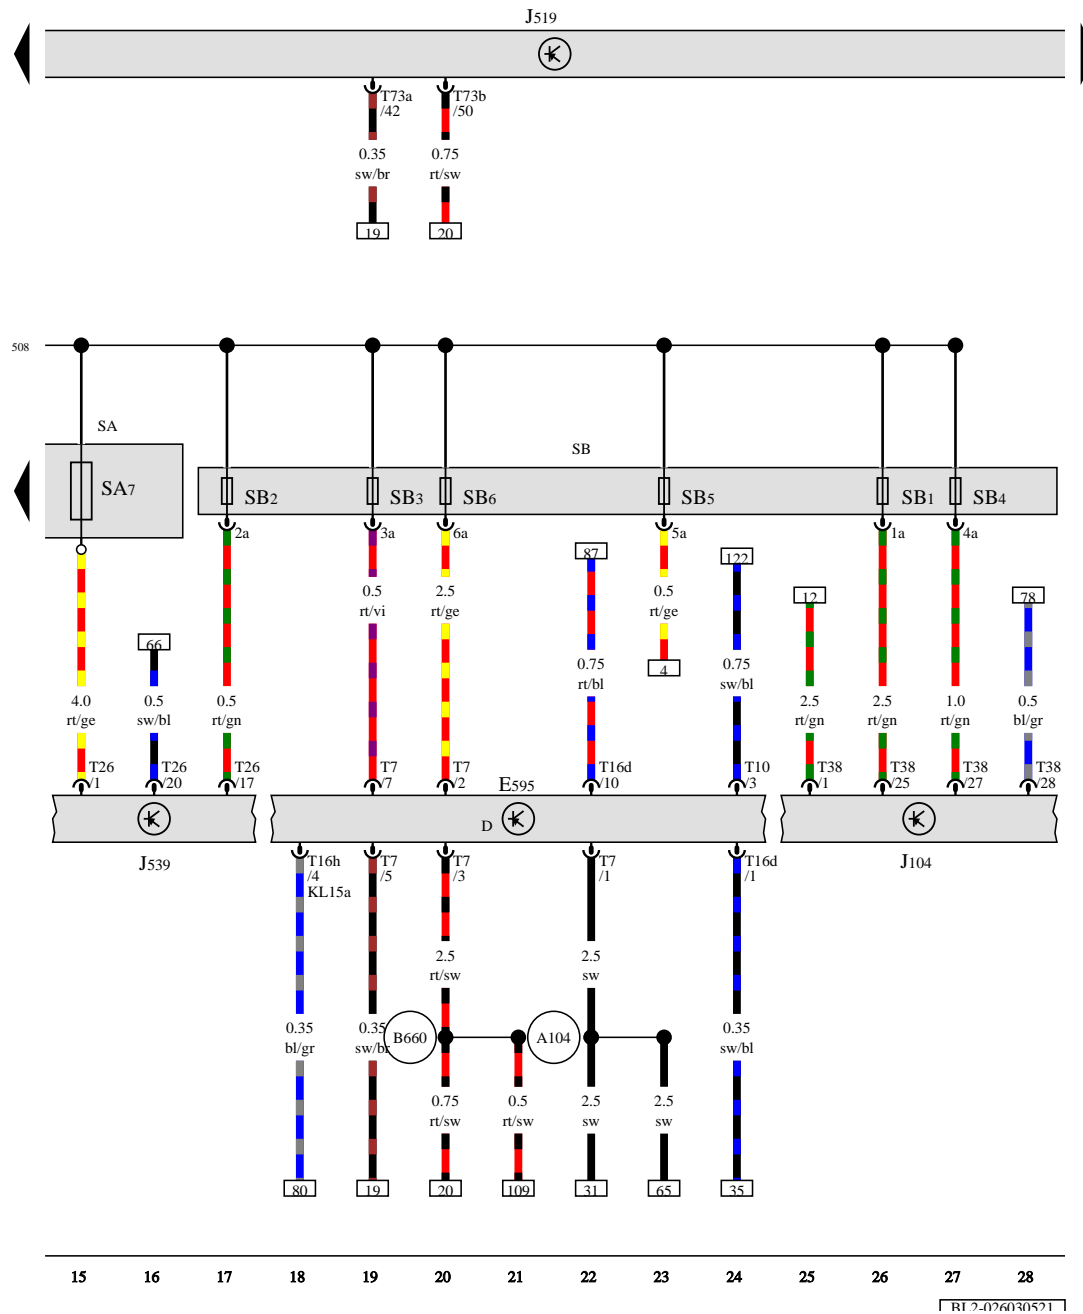 J519
T73a
/42
T73b
/50
0.35
sw/br
0.75
rt/sw
19
20
508
SA
SB
SA7
SB2
SB3
SB6
SB5
SB1
SB4
2a
3a
6a
5a
1a
4a
87
122
12
78
66
4
0.5
rt/vi
2.5
rt/ge
0.5
rt/ge
0.75
rt/bl
0.75
sw/bl
4.0
rt/ge
0.5
sw/bl
0.5
rt/gn
2.5
rt/gn
2.5
rt/gn
1.0
rt/gn
0.5
bl/gr
T26
/1
T26
/20
T26
/17
T7
/7
T7
/2
E595
T16d
/10
T10
/3
T38
/1
T38
/25
T38
/27
T38
/28
D
J539
J104
T16h
/4
KL15a
T7
/5
T7
/3
T7
/1
T16d
/1
2.5
rt/sw
2.5
sw
0.35
bl/gr
0.35
sw/br
B660
A104
0.35
sw/bl
0.75
rt/sw
0.5
rt/sw
2.5
sw
2.5
sw
80
19
20
109
31
65
35
15 16 17 18 19 20 21 22 23 24 25 26 27 28
BL2-026030521